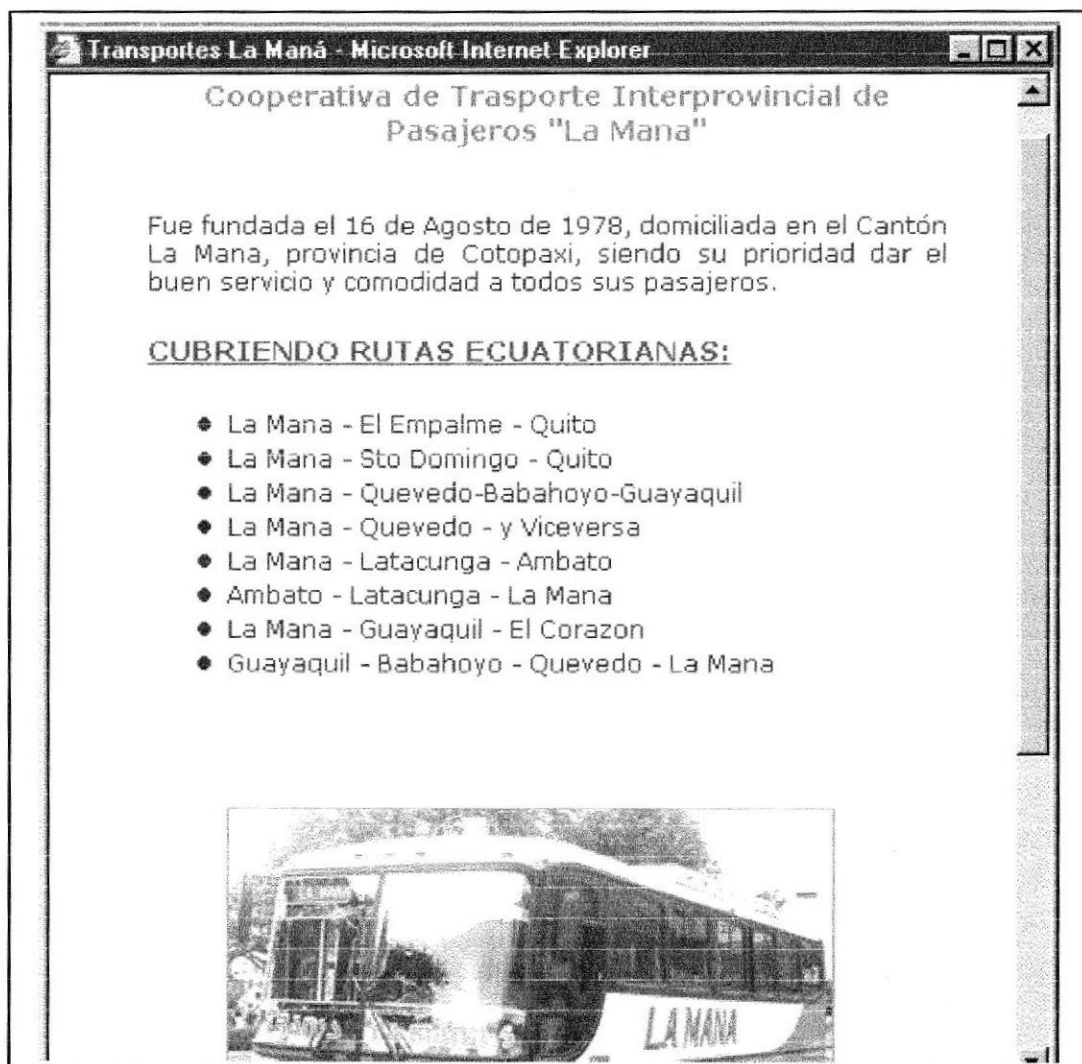 Transportes La Maná - Microsoft Internet Explorer
Cooperativa de Trasporte Interprovincial de
Pasajeros "La Mana"
Fue fundada el 16 de Agosto de 1978, domiciliada en el Cantón
La Mana, provincia de Cotopaxi, siendo su prioridad dar el
buen servicio y comodidad a todos sus pasajeros.
CUBRIENDO RUTAS ECUATORIANAS:
La Mana - El Empalme - Quito
La Mana - Sto Domingo - Quito
La Mana - Quevedo-Babahoyo-Guayaquil
La Mana - Quevedo - y Viceversa
La Mana - Latacunga - Ambato
Ambato - Latacunga - La Mana
La Mana - Guayaquil - El Corazon
Guayaquil - Babahoyo - Quevedo - La Mana
LA MANA